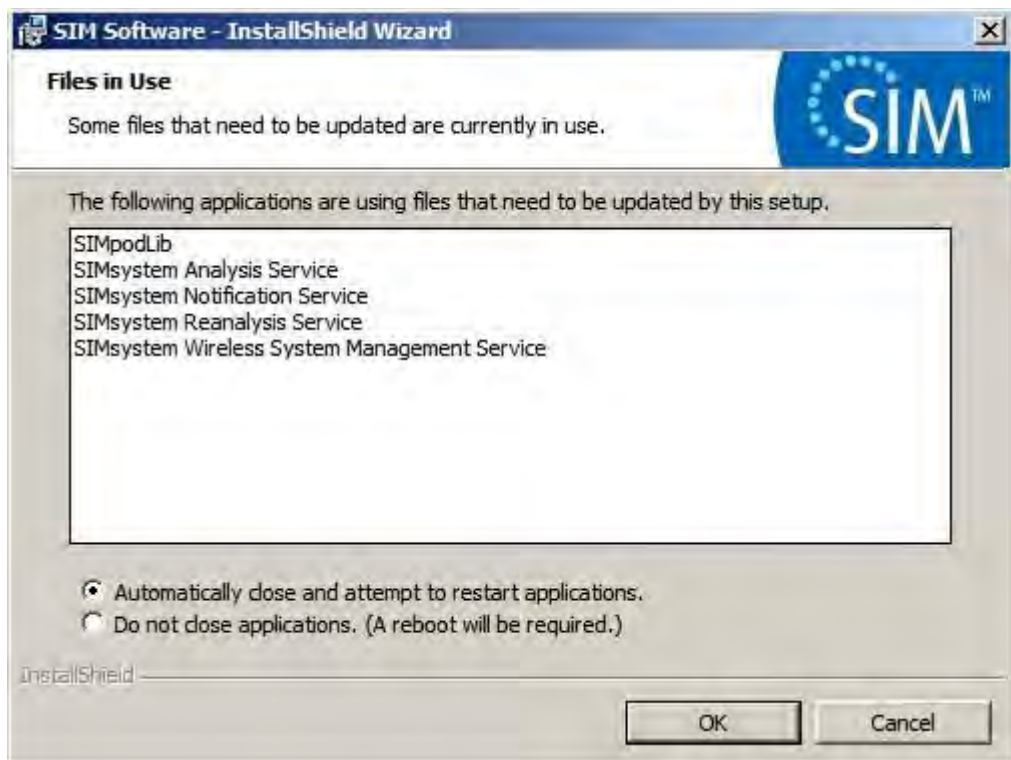 SIM Software - InstallShield Wizard
Files in Use
Some files that need to be updated are currently in use.
SIM™
The following applications are using files that need to be updated by this setup.
SIMpodLib
SIMsystem Analysis Service
SIMsystem Notification Service
SIMsystem Reanalysis Service
SIMsystem Wireless System Management Service
Automatically close and attempt to restart applications.
Do not close applications. (A reboot will be required.)
InstallShield
OK Cancel